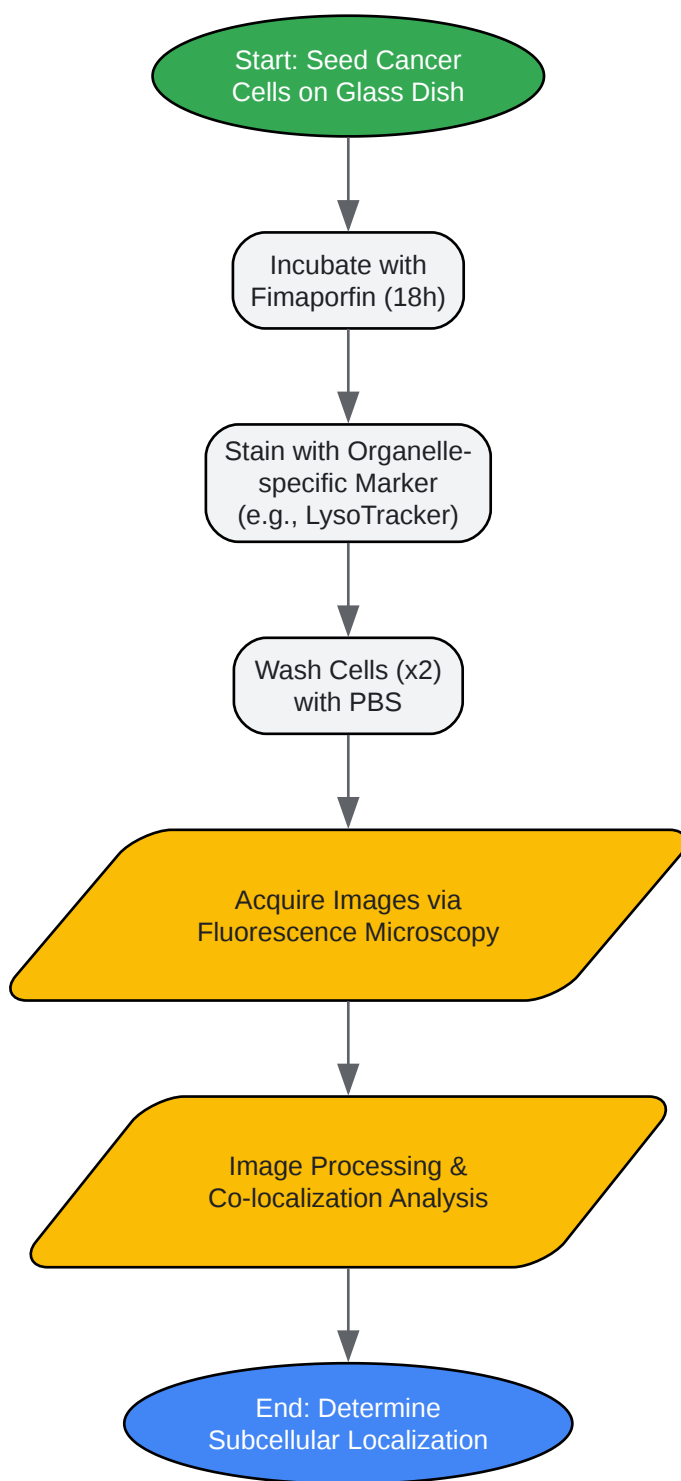 Start: Seed Cancer
Cells on Glass Dish
Incubate with
Fimaporfin (18h)
Stain with Organelle-
specific Marker
(e.g., LysoTracker)
Wash Cells (x2)
with PBS
Acquire Images via
Fluorescence Microscopy
Image Processing &
Co-localization Analysis
End: Determine
Subcellular Localization